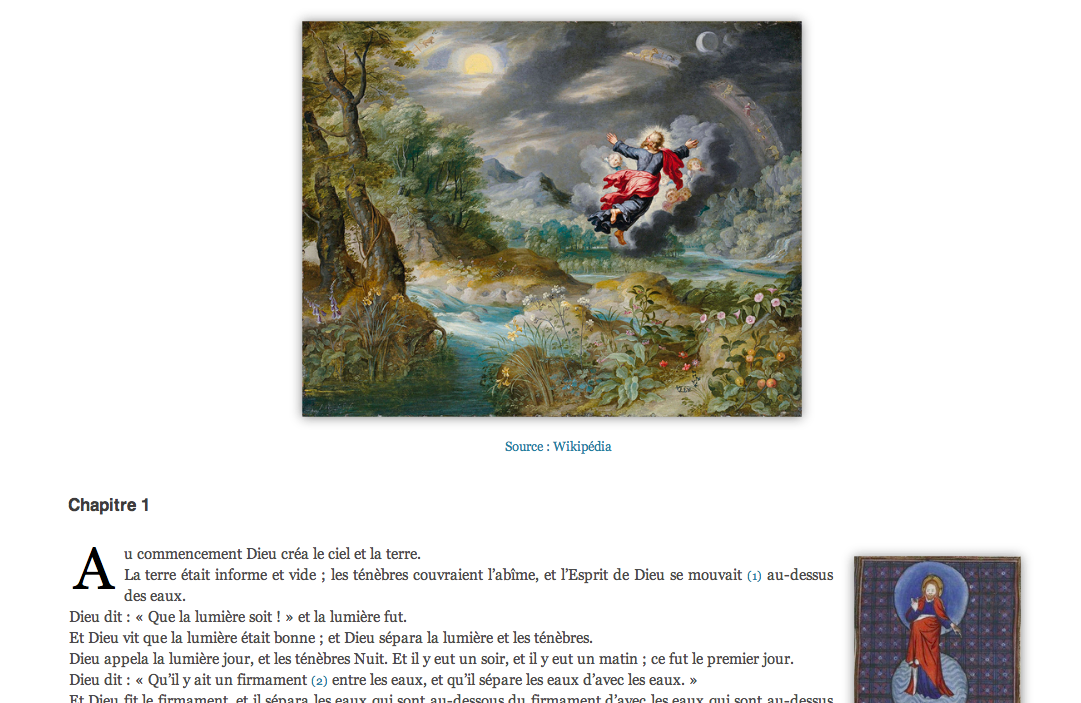 Source : Wikipédia
Chapitre 1
Au commencement Dieu créa le ciel et la terre.
La terre était informe et vide ; les ténèbres couvraient l’abîme, et l’Esprit de Dieu se mouvait (1) au-dessus
des eaux.
Dieu dit : « Que la lumière soit ! » et la lumière fut.
Et Dieu vit que la lumière était bonne ; et Dieu sépara la lumière et les ténèbres.
Dieu appela la lumière jour, et les ténèbres Nuit. Et il y eut un soir, et il y eut un matin ; ce fut le premier jour.
Dieu dit : « Qu’il y ait un firmament (2) entre les eaux, et qu’il sépare les eaux d’avec les eaux. »
Et Dieu fit le firmament, et il sépara les eaux qui sont au-dessous du firmament d’avec les eaux qui sont au-dessus